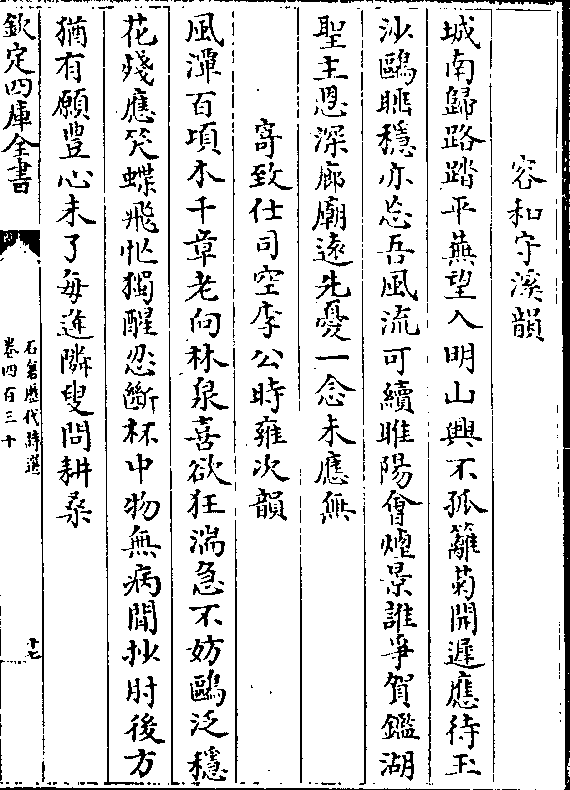 容和守溪韻
城南歸路踏平蕪望入明山興不孤籬菊開遲應待玉
沙鷗眠穩亦忘吾風流可續睢陽會煙景誰爭賀鑑湖
聖主恩深廊廟遠先憂一念未應無
寄致仕司空李公時雍次韻
風潭百項木千章老向林泉喜欲狂湍急不妨鷗泛穩
花殘應笑蝶飛忙獨醒忍斷杯中物無病閒抄肘後方
猶有願豐心未了每逢隣叟問耕桑
欽定四庫全書
石倉歷代詩選
卷四百三十
十七